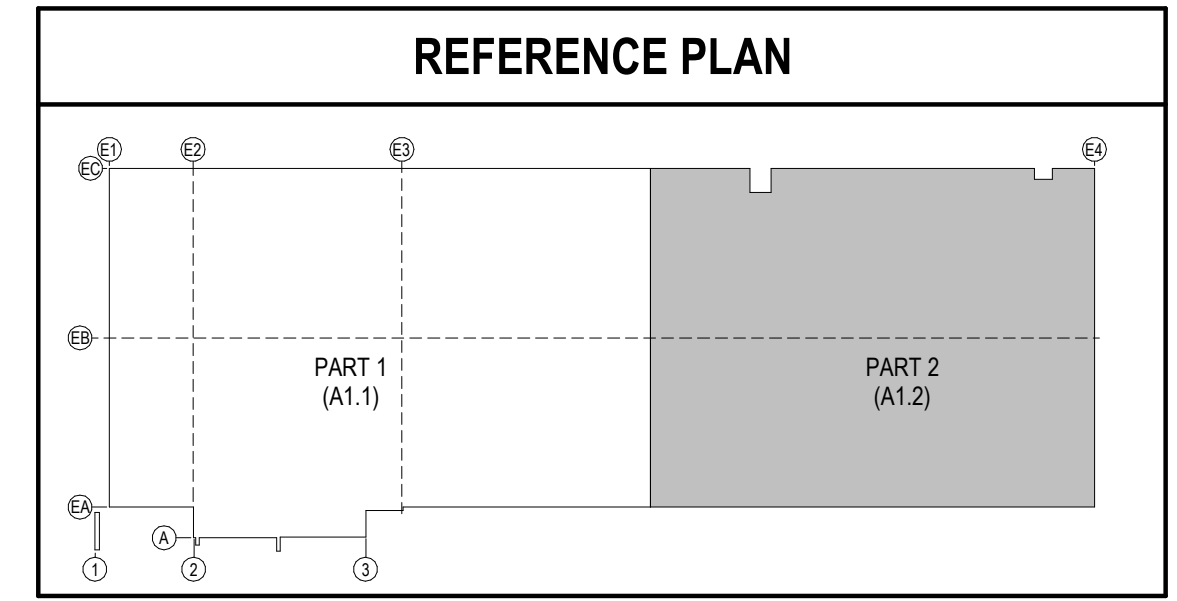 REFERENCE PLAN
E1 E2 E3 E4
EC
EB
PART 1
(A1.1)
PART 2
(A1.2)
EA
A
1 2 3